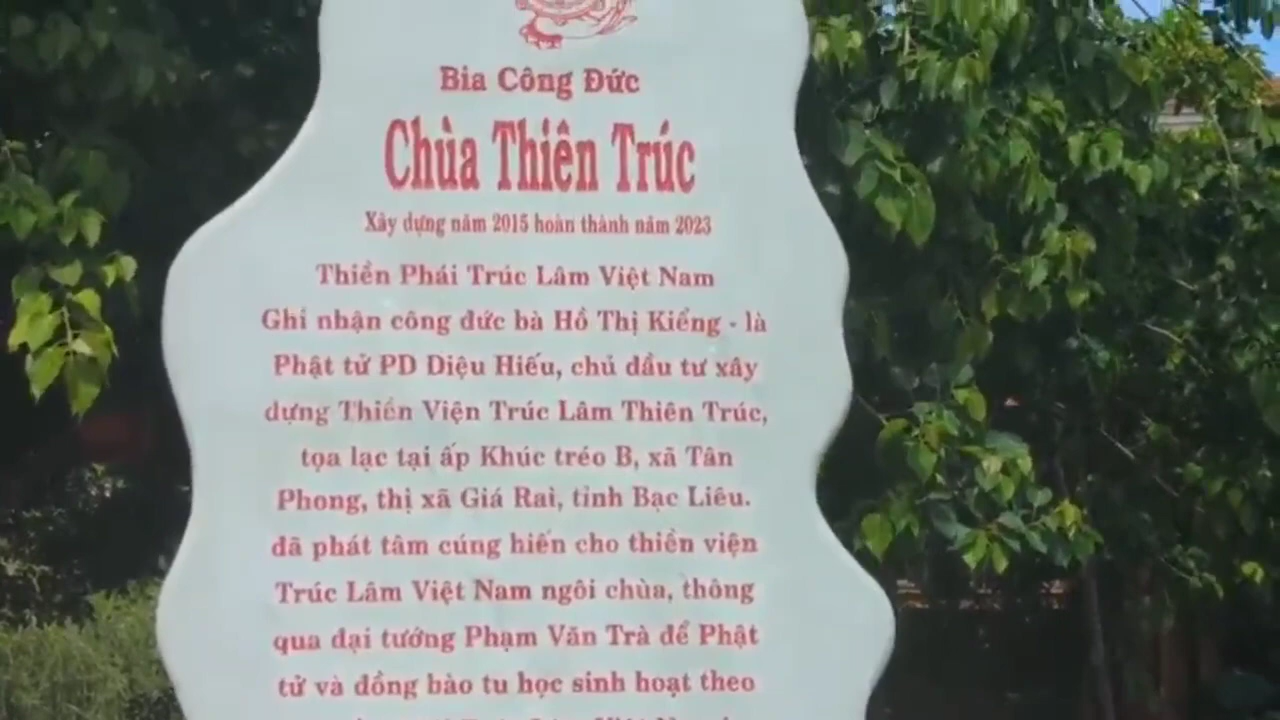 Bia Công Đức
Chùa Thiên Trúc
Xây dựng năm 2015 hoàn thành năm 2023
Thiền Phái Trúc Lâm Việt Nam
Ghi nhận công đức bà Hồ Thị Kiểng - là
Phật tử PD Diệu Hiếu, chủ đầu tư xây
dựng Thiền Viện Trúc Lâm Thiên Trúc,
tọa lạc tại ấp Khúc tréo B, xã Tân
Phong, thị xã Giá Rai, tỉnh Bạc Liêu.
đã phát tâm cúng hiến cho thiền viện
Trúc Lâm Việt Nam ngôi chùa, thông
qua đại tướng Phạm Văn Trà để Phật
tử và đồng bào tu học sinh hoạt theo